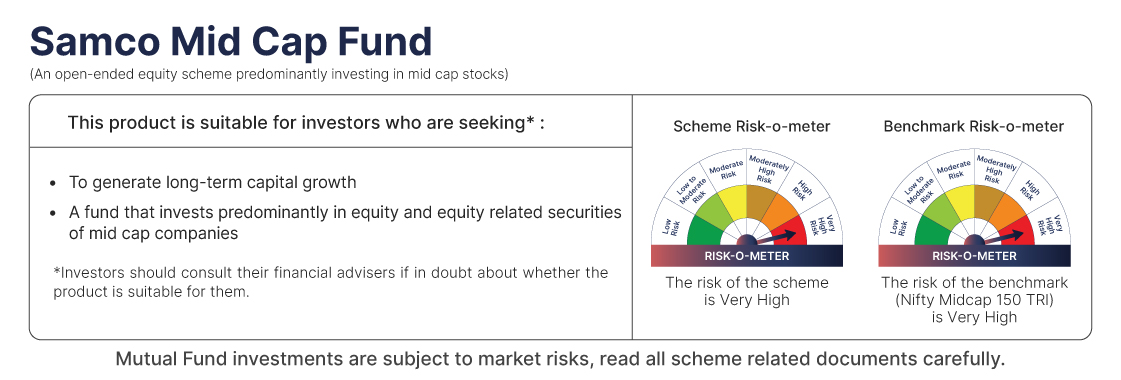 Samco Mid Cap Fund
(An open-ended equity scheme predominantly investing in mid cap stocks)
This product is suitable for investors who are seeking* :
• To generate long-term capital growth
• A fund that invests predominantly in equity and equity related securities
of mid cap companies
*Investors should consult their financial advisers if in doubt about whether the
product is suitable for them.
Scheme Risk-o-meter
Low
Risk
Low to
Moderate
Risk
Moderate
Risk
Moderately
High
Risk
High
Risk
Very
High
Risk
RISK-O-METER
The risk of the scheme
is Very High
Benchmark Risk-o-meter
Low
Risk
Low to
Moderate
Risk
Moderate
Risk
Moderately
High
Risk
High
Risk
Very
High
Risk
RISK-O-METER
The risk of the benchmark
(Nifty Midcap 150 TRI)
is Very High
Mutual Fund investments are subject to market risks, read all scheme related documents carefully.